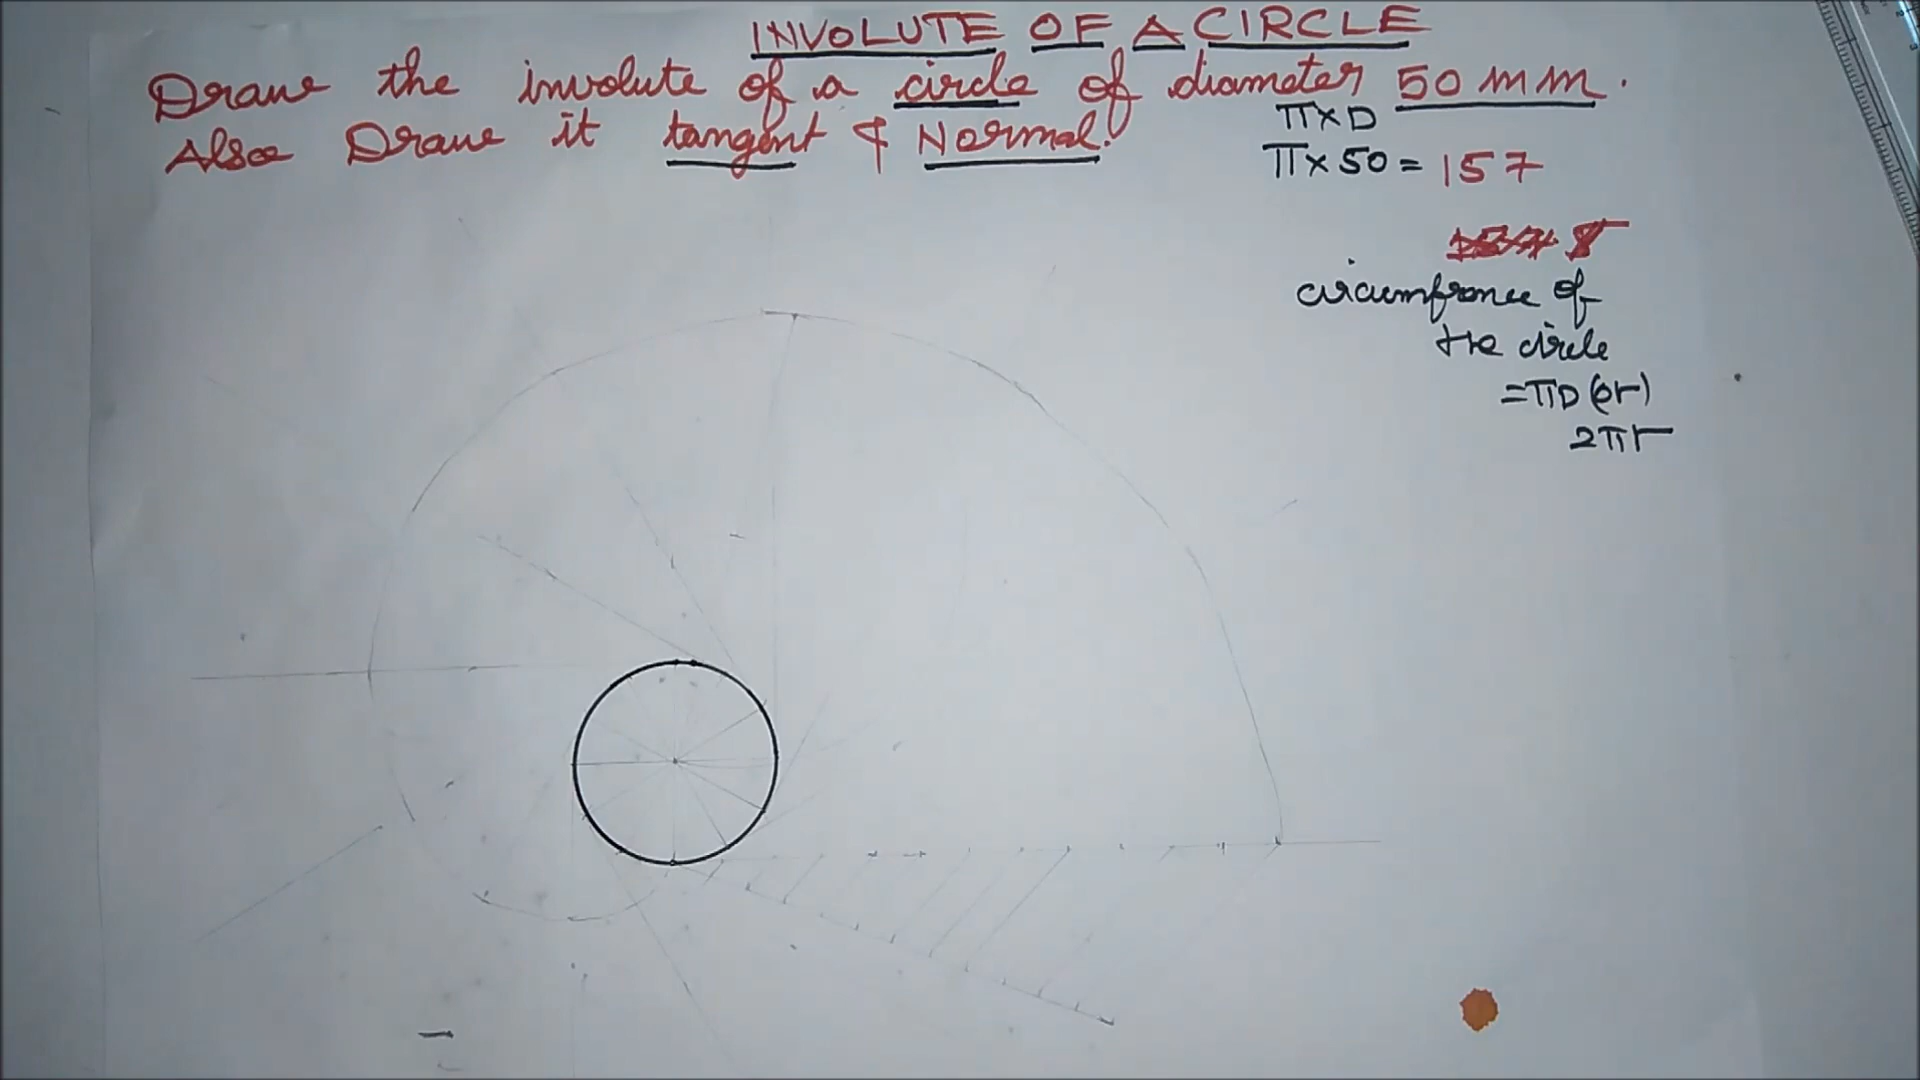 INVOLUTE OF A CIRCLE
Draw the involute of a circle of diameter 50 mm.
Also Draw it tangent & Normal.
π×D
π×50 = 157
circumfrance of
the circle
= πD (or)
2πr